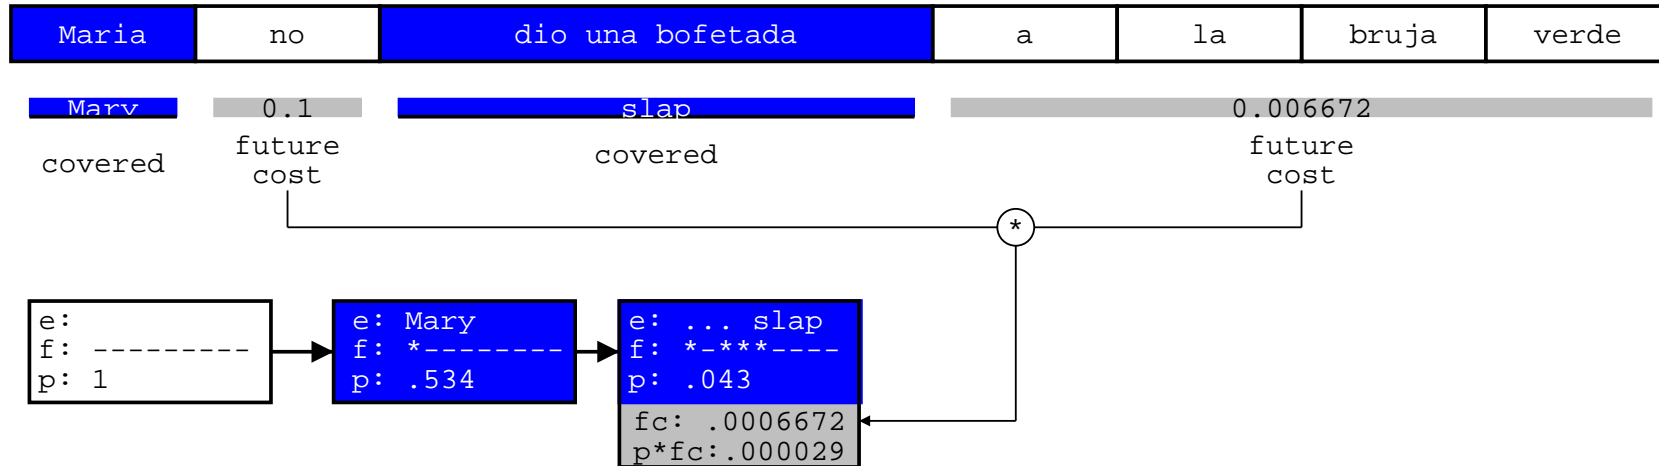 Maria no dio una bofetada a la bruja verde
Mary 0.1 slap 0.006672
covered future cost covered future cost
*
e:
f: ---------
p: 1
e: Mary
f: *--------
p: .534
e: ... slap
f: *-***----
p: .043
fc: .0006672
p*fc:.000029